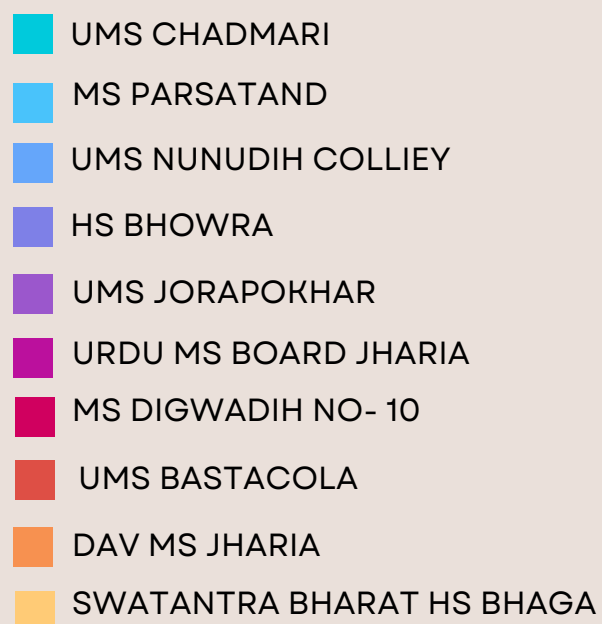 UMS CHADMARI
MS PARSATAND
UMS NUNUDIH COLLIEY
HS BHOWRA
UMS JORAPOKHAR
URDU MS BOARD JHARIA
MS DIGWADIH NO- 10
UMS BASTACOLA
DAV MS JHARIA
SWATANTRA BHARAT HS BHAGA